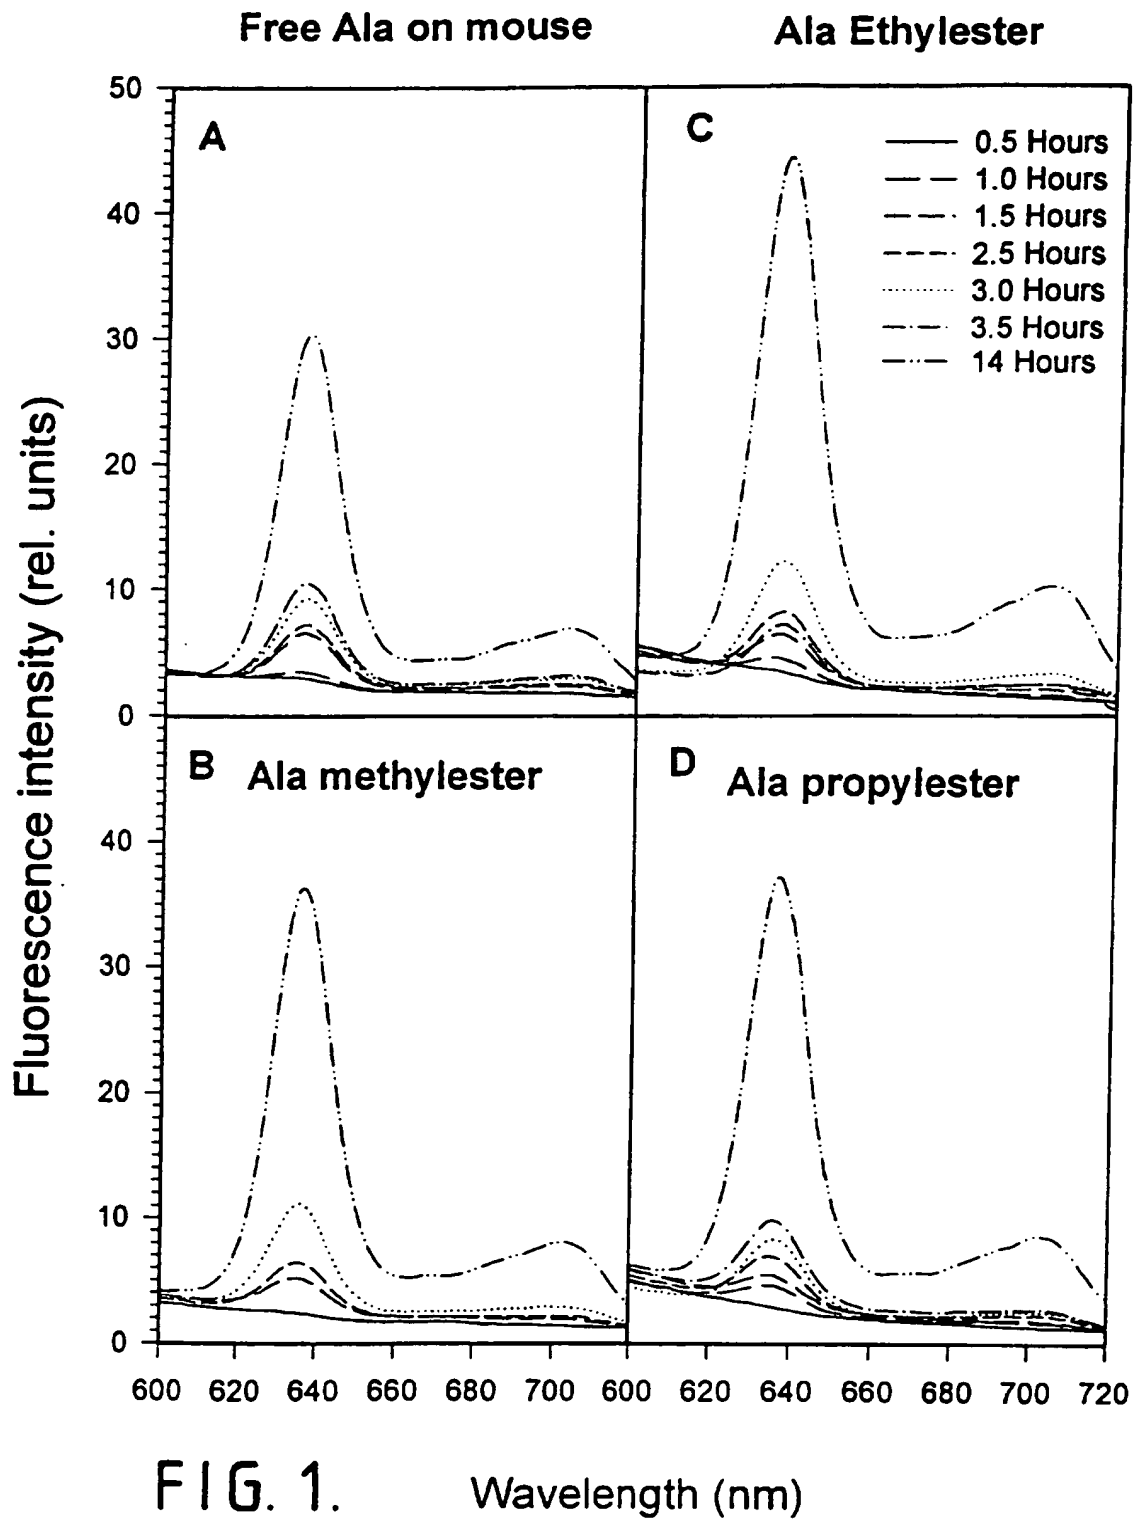 Free Ala on mouse
Ala Ethylester
Fluorescence intensity (rel. units)
50
40
30
20
10
0
A
C
0.5 Hours
1.0 Hours
1.5 Hours
2.5 Hours
3.0 Hours
3.5 Hours
14 Hours
B Ala methylester
D Ala propylester
40
30
20
10
0
600 620 640 660 680 700 600 620 640 660 680 700 720
FIG. 1.
Wavelength (nm)